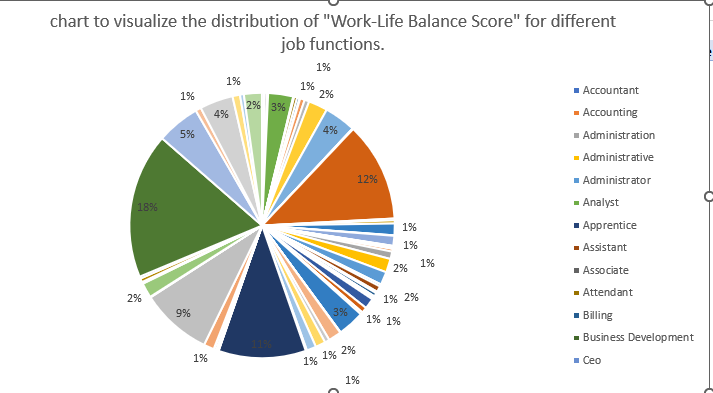 chart to visualize the distribution of "Work-Life Balance Score" for different
job functions.
1%
1%
1%
1%
2%
2%
3%
4%
4%
5%
12%
18%
1%
1%
1%
2%
2%
1%
3%
1%
1%
2%
9%
11%
2%
1%
1%
1%
1%
Accountant
Accounting
Administration
Administrative
Administrator
Analyst
Apprentice
Assistant
Associate
Attendant
Billing
Business Development
Ceo